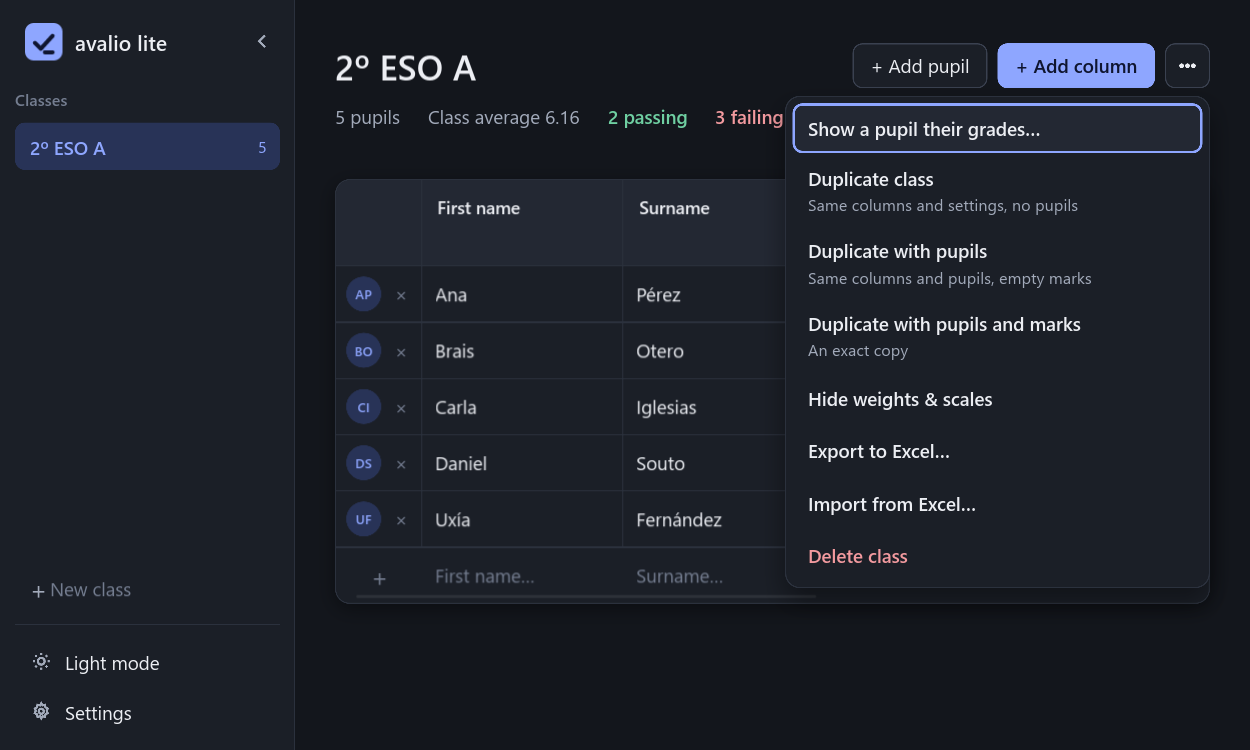 avalio lite
Classes
2º ESO A 5
+ New class
Light mode
Settings
2º ESO A
+ Add pupil
+ Add column
5 pupils Class average 6.16 2 passing 3 failing
First name Surname
AP × Ana Pérez
BO × Brais Otero
CI × Carla Iglesias
DS × Daniel Souto
UF × Uxía Fernández
+ First name... Surname...
Show a pupil their grades...
Duplicate class
Same columns and settings, no pupils
Duplicate with pupils
Same columns and pupils, empty marks
Duplicate with pupils and marks
An exact copy
Hide weights & scales
Export to Excel...
Import from Excel...
Delete class